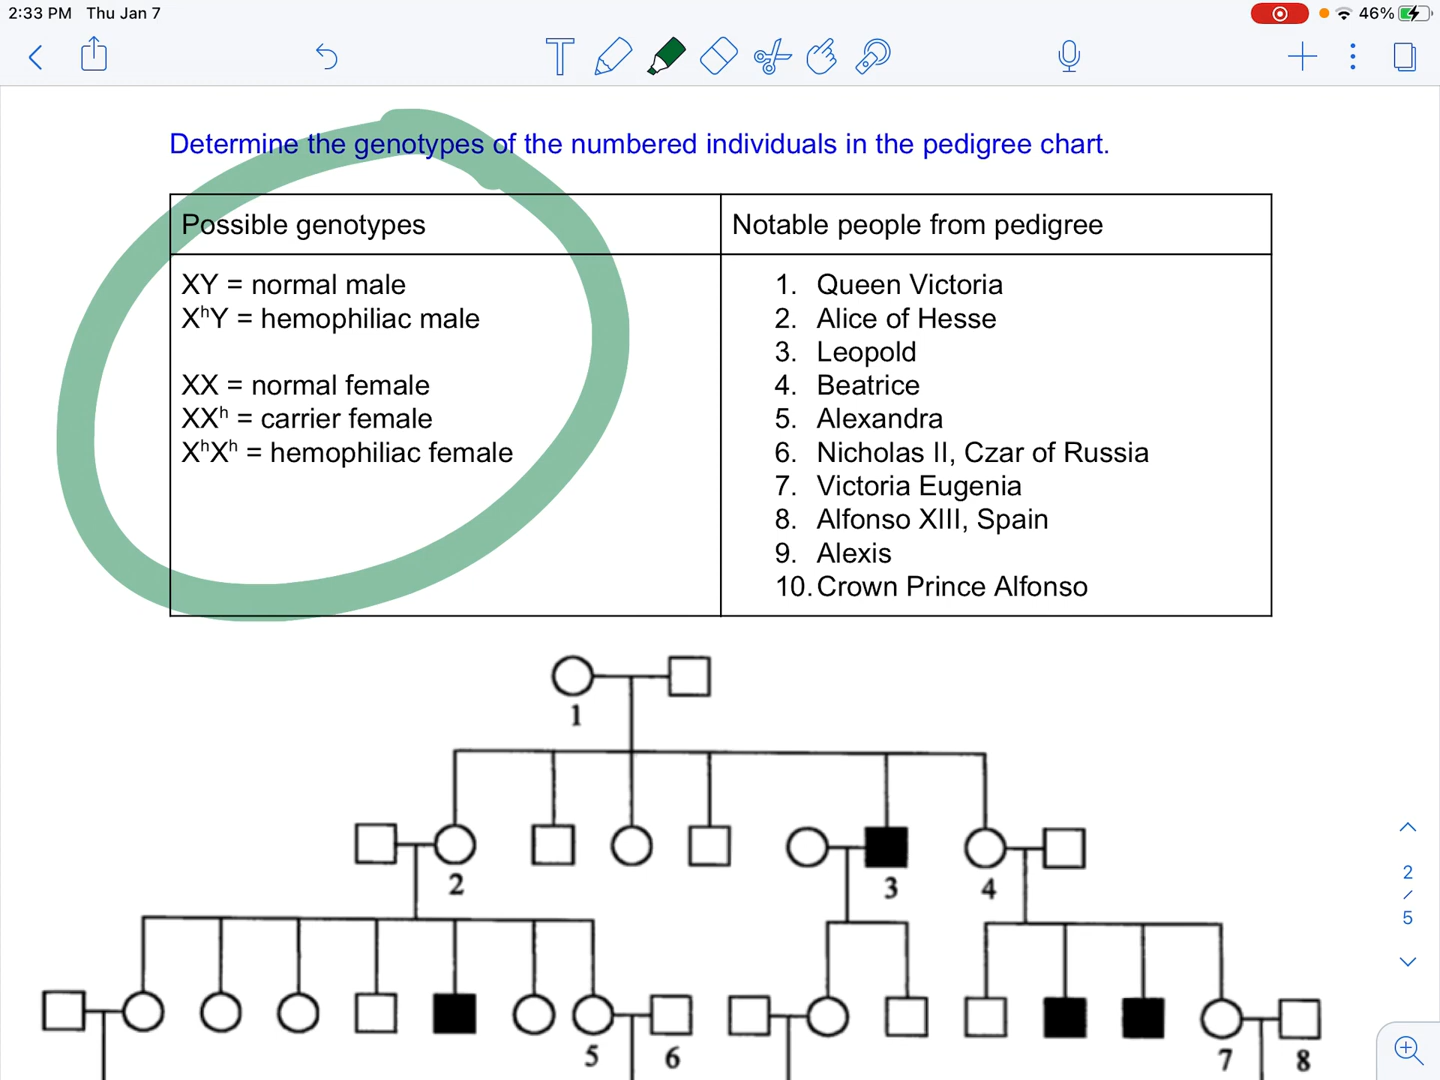 2:33 PM Thu Jan 7
46%
Determine the genotypes of the numbered individuals in the pedigree chart.
Possible genotypes
Notable people from pedigree
XY = normal male
XʰY = hemophiliac male
XX = normal female
XXʰ = carrier female
XʰXʰ = hemophiliac female
1. Queen Victoria
2. Alice of Hesse
3. Leopold
4. Beatrice
5. Alexandra
6. Nicholas II, Czar of Russia
7. Victoria Eugenia
8. Alfonso XIII, Spain
9. Alexis
10. Crown Prince Alfonso
1
2
3
4
5
6
7
8
2
/
5